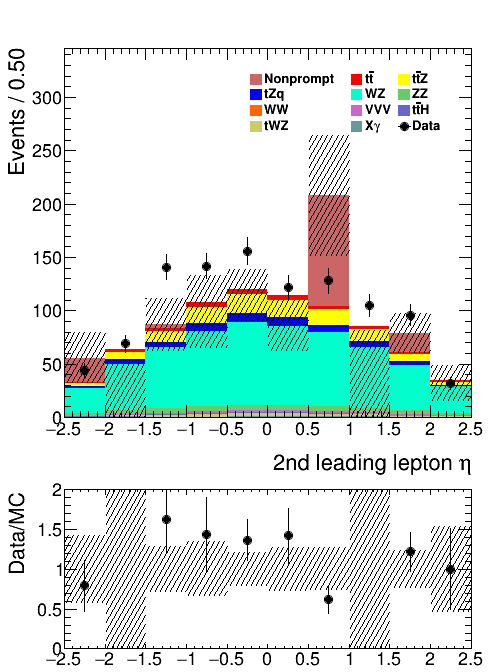 Events / 0.50
350
300
250
200
150
100
50
0
Nonprompt tt̄ tt̄Z
tZq WZ ZZ
WW VVV tt̄H
tWZ Xγ Data
−2.5 −2 −1.5 −1 −0.5 0 0.5 1 1.5 2 2.5
2nd leading lepton η
Data/MC
2
1.5
1
0.5
0
−2.5 −2 −1.5 −1 −0.5 0 0.5 1 1.5 2 2.5